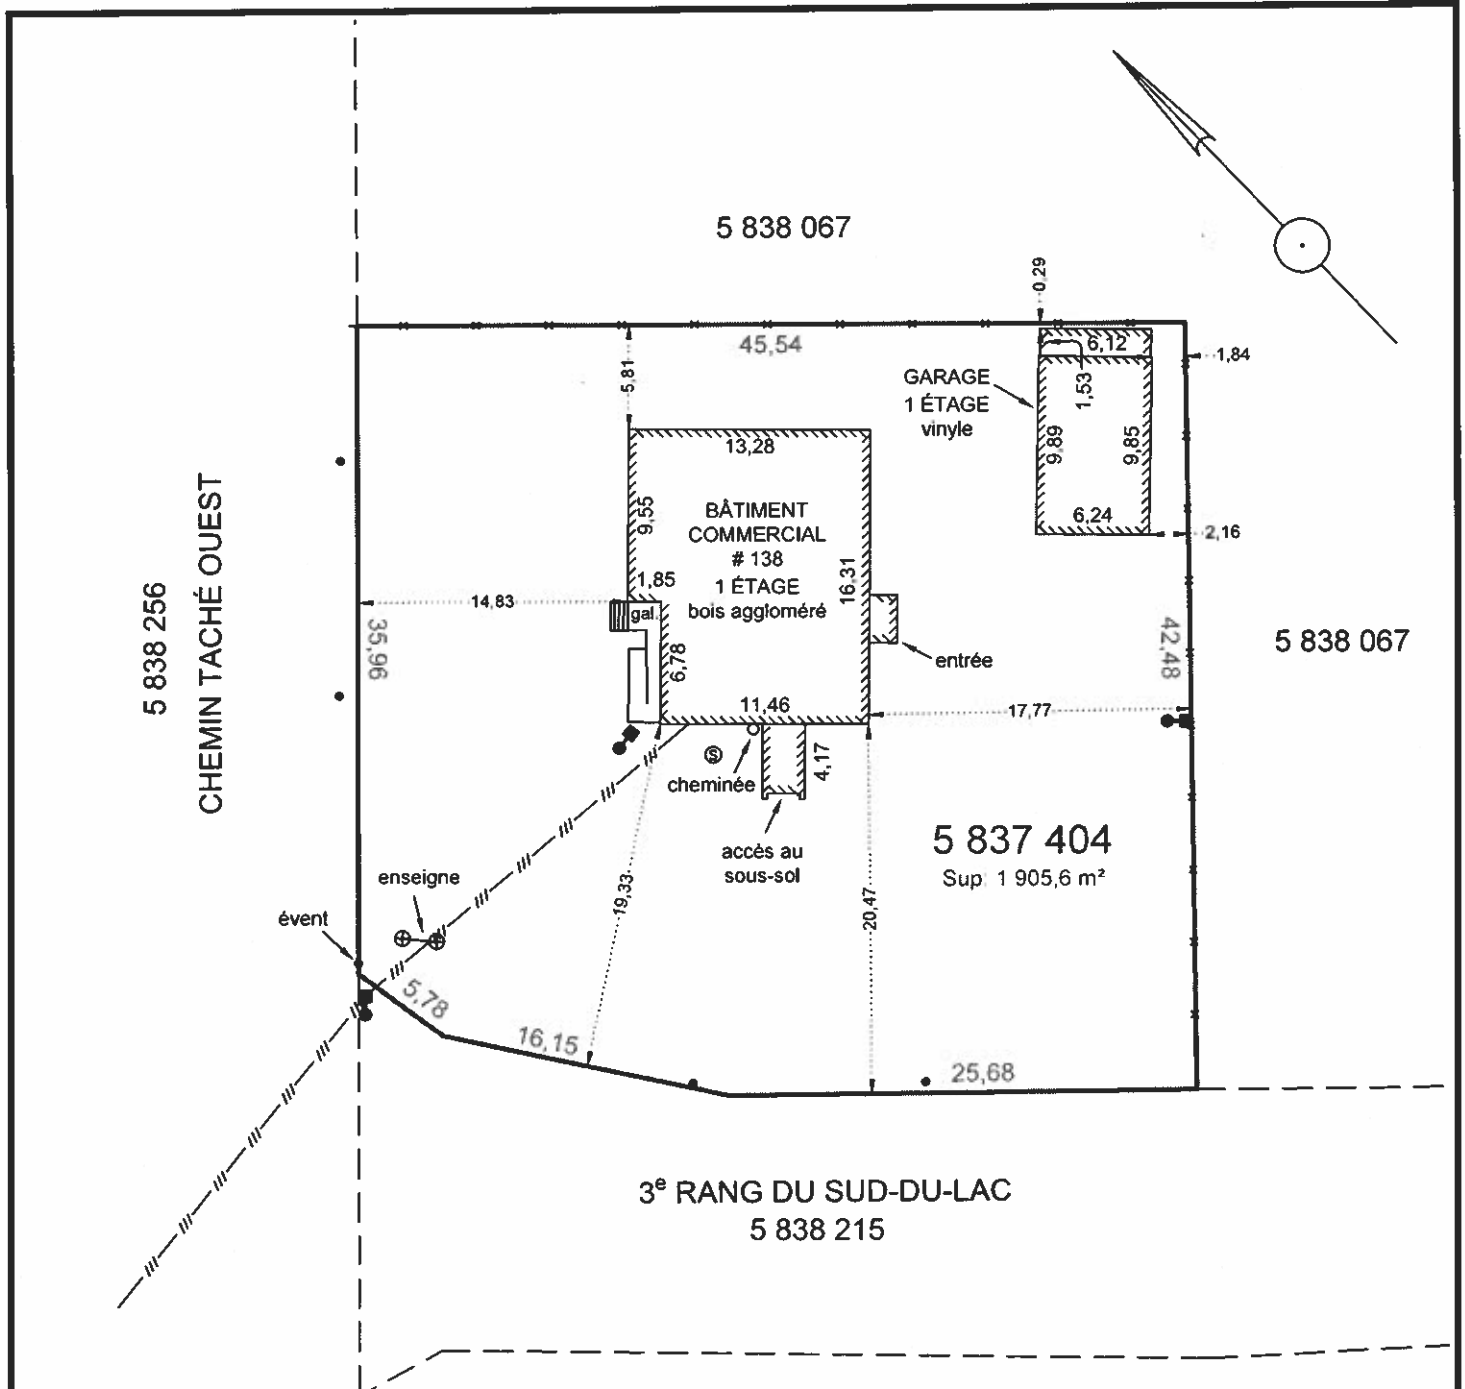 5 838 067
0,29
45,54
6,12
1,84
5,81
GARAGE
1 ÉTAGE
vinyle
1,53
9,89
9,85
6,24
2,16
13,28
9,55
BÂTIMENT
COMMERCIAL
# 138
1 ÉTAGE
bois aggloméré
1,85
16,31
gal.
14,83
5 838 256
CHEMIN TACHÉ OUEST
35,96
6,78
entrée
42,48
5 838 067
11,46
17,77
S
cheminée
4,17
accès au
sous-sol
5 837 404
Sup: 1 905,6 m²
enseigne
évent
19,33
20,47
5,78
16,15
25,68
3e RANG DU SUD-DU-LAC
5 838 215